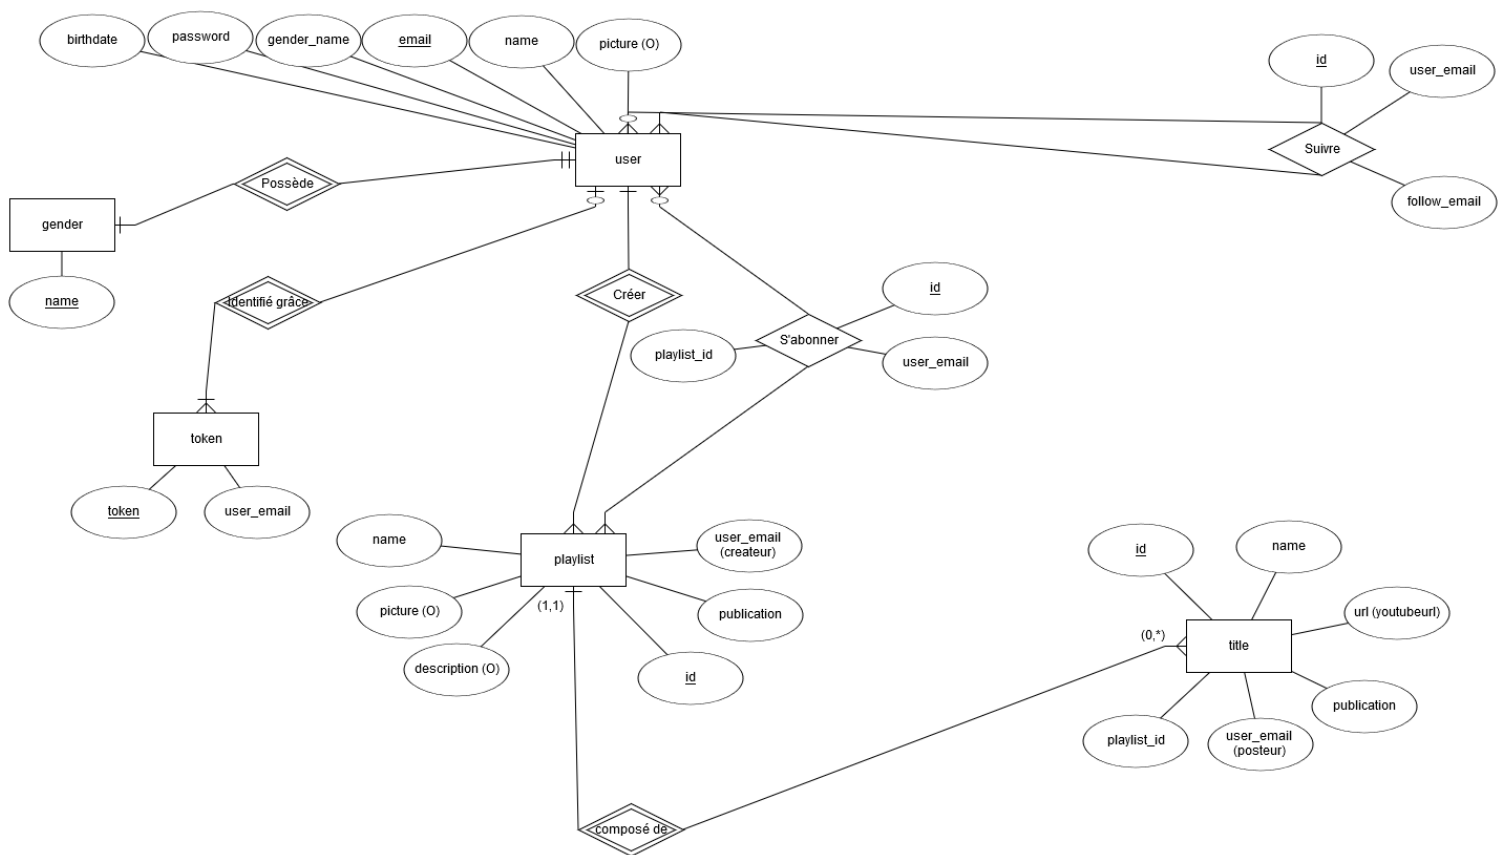 birthdate
password
gender_name
email
name
picture (O)
id
user_email
user
Suivre
Possède
follow_email
gender
name
Identifié grâce
Créer
id
S'abonner
playlist_id
user_email
token
token
user_email
name
user_email
(createur)
playlist
picture (O)
(1,1)
publication
description (O)
id
id
name
url (youtubeurl)
(0,*)
title
publication
playlist_id
user_email
(posteur)
composé de